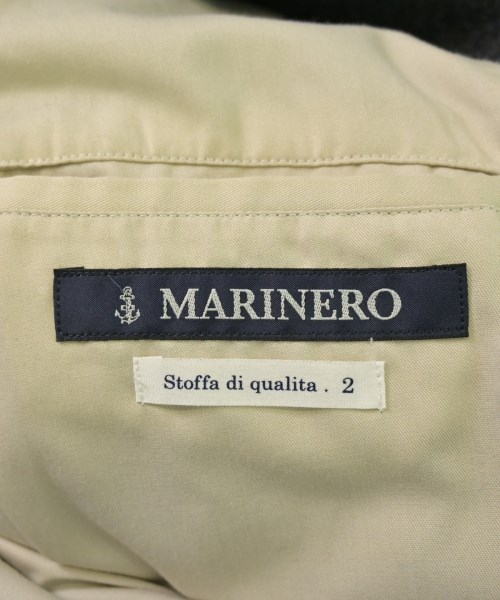 MARINERO
Stoffa di qualita . 2